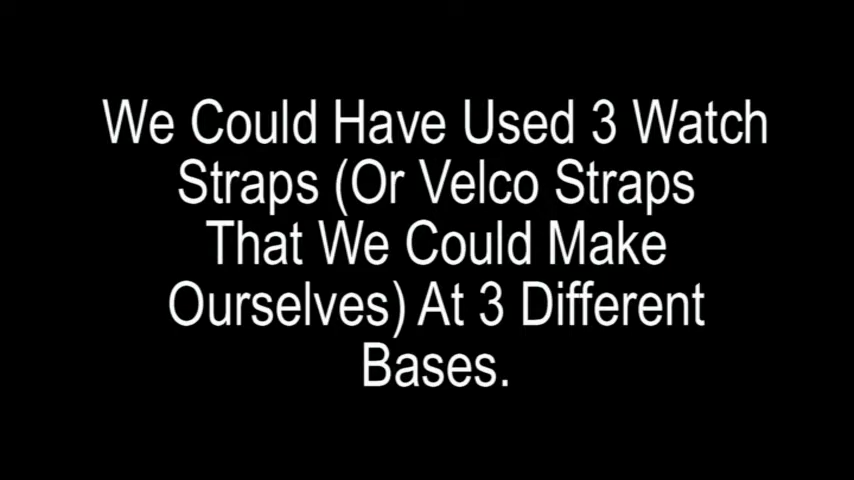 We Could Have Used 3 Watch
Straps (Or Velco Straps
That We Could Make
Ourselves) At 3 Different
Bases.